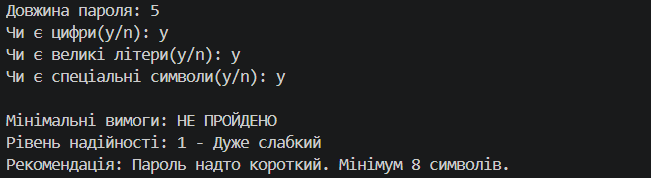 Довжина пароля: 5
Чи є цифри(y/n): y
Чи є великі літери(y/n): y
Чи є спеціальні символи(y/n): y
Мінімальні вимоги: НЕ ПРОЙДЕНО
Рівень надійності: 1 - Дуже слабкий
Рекомендація: Пароль надто короткий. Мінімум 8 символів.